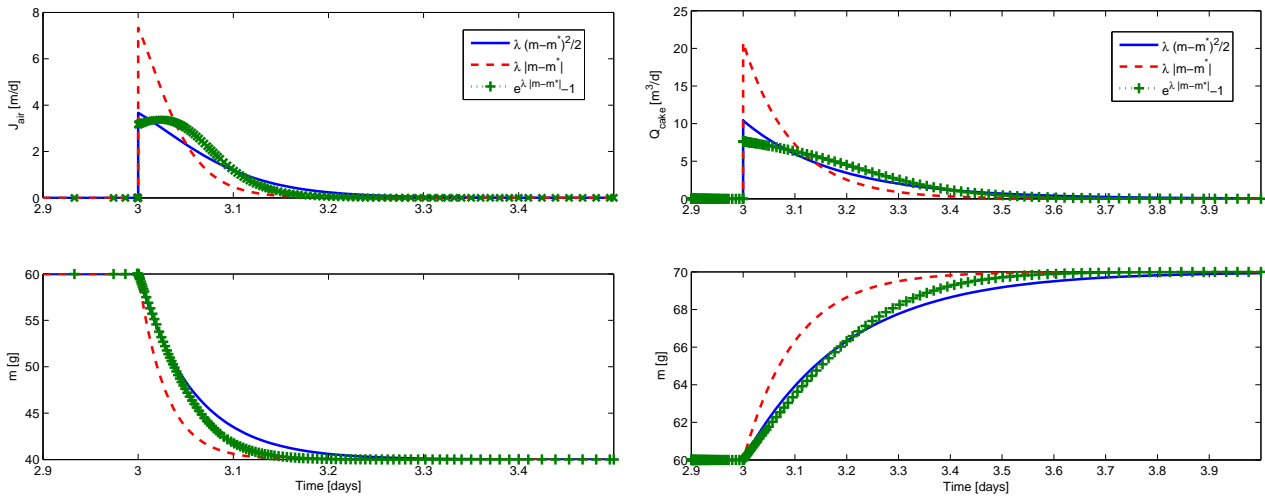 8
6
4
2
0
J_air [m/d]
λ (m−m*)²/2
λ |m−m*|
e^λ |m−m*|−1
2.9 3 3.1 3.2 3.3 3.4
60
55
50
45
40
m [g]
2.9 3 3.1 3.2 3.3 3.4
Time [days]
25
20
15
10
5
0
Q_cake [m³/d]
λ (m−m*)²/2
λ |m−m*|
e^λ |m−m*|−1
2.9 3 3.1 3.2 3.3 3.4 3.5 3.6 3.7 3.8 3.9
70
68
66
64
62
60
m [g]
2.9 3 3.1 3.2 3.3 3.4 3.5 3.6 3.7 3.8 3.9
Time [days]